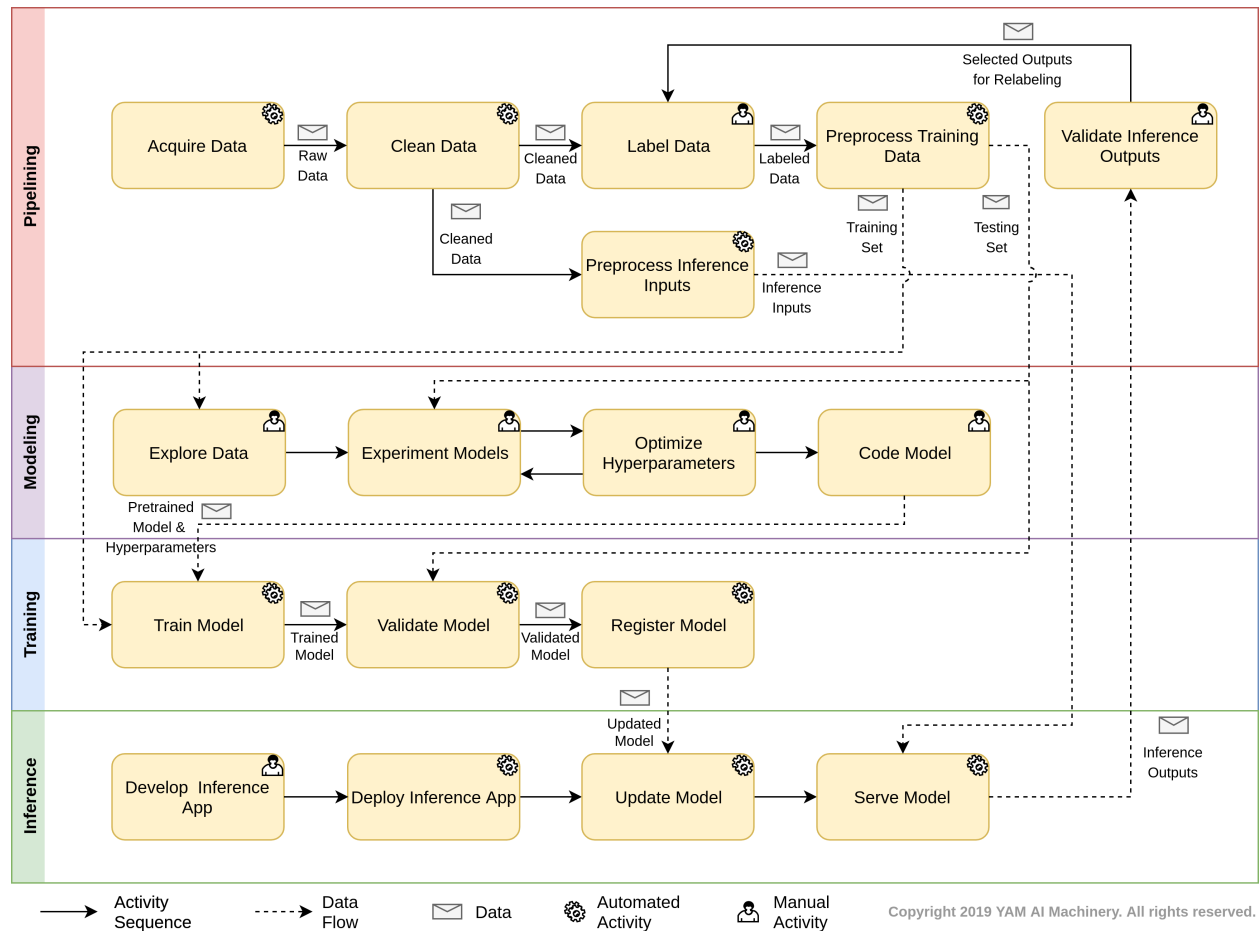 Pipelining
Selected Outputs
for Relabeling
Acquire Data
Raw
Data
Clean Data
Cleaned
Data
Label Data
Labeled
Data
Preprocess Training
Data
Validate Inference
Outputs
Cleaned
Data
Preprocess Inference
Inputs
Inference
Inputs
Training
Set
Testing
Set
Modeling
Explore Data
Experiment Models
Optimize
Hyperparameters
Code Model
Pretrained
Model &
Hyperparameters
Training
Train Model
Trained
Model
Validate Model
Validated
Model
Register Model
Updated
Model
Inference
Develop  Inference
App
Deploy Inference App
Update Model
Serve Model
Inference
Outputs
Activity
Sequence
Data
Flow
Data
Automated
Activity
Manual
Activity
Copyright 2019 YAM AI Machinery. All rights reserved.